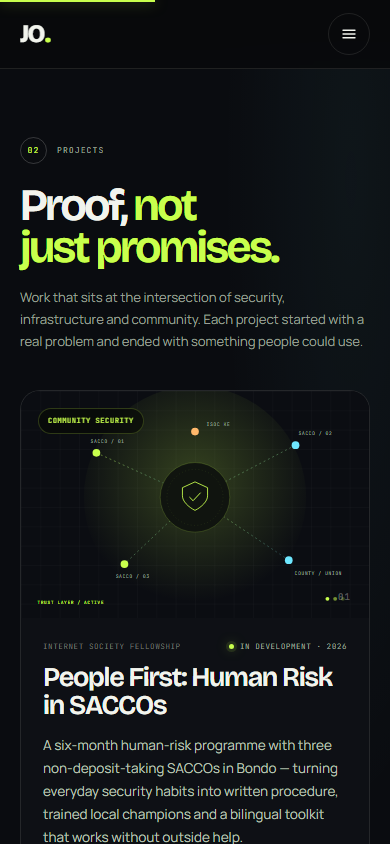 JO.
02 PROJECTS
Proof, not
just promises.
Work that sits at the intersection of security,
infrastructure and community. Each project started with a
real problem and ended with something people could use.
COMMUNITY SECURITY
ISOC KE
SACCO / 01
SACCO / 02
SACCO / 03
COUNTY / UNION
TRUST LAYER / ACTIVE
01
INTERNET SOCIETY FELLOWSHIP
IN DEVELOPMENT · 2026
People First: Human Risk
in SACCOs
A six-month human-risk programme with three
non-deposit-taking SACCOs in Bondo — turning
everyday security habits into written procedure,
trained local champions and a bilingual toolkit
that works without outside help.